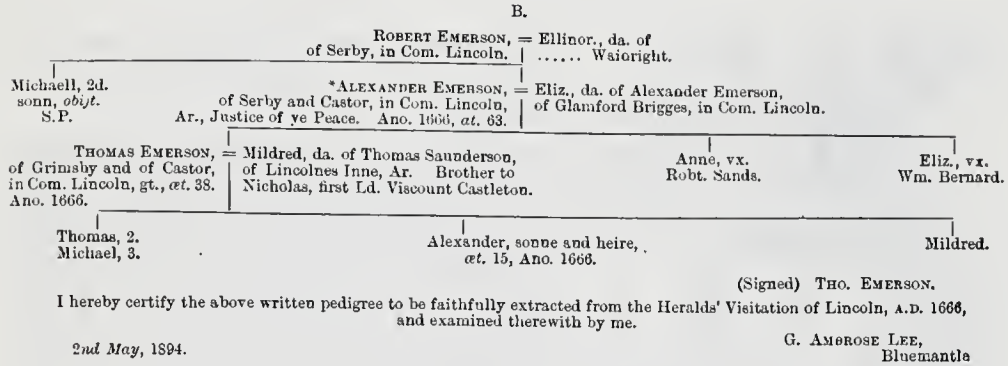 B.
ROBERT EMERSON, = Ellinor., da. of
of Serby, in Com. Lincoln. ...... Waioright.
Michaell, 2d.
sonn, obijt.
S.P.
*ALEXANDER EMERSON, = Eliz., da. of Alexander Emerson,
of Serby and Castor, in Com. Lincoln, of Glamford Brigges, in Com. Lincoln.
Ar., Justice of ye Peace. Ano. 1666, æt. 63.
THOMAS EMERSON, = Mildred, da. of Thomas Saunderson,
of Grimsby and of Castor, of Lincolnes Inne, Ar. Brother to
in Com. Lincoln, gt., æt. 38. Nicholas, first Ld. Viscount Castleton.
Ano. 1666.
Anne, vx.
Robt. Sands.
Eliz., vx.
Wm. Bernard.
Thomas, 2.
Michael, 3.
Alexander, sonne and heire,
æt. 15, Ano. 1666.
Mildred.
(Signed) THO. EMERSON.
I hereby certify the above written pedigree to be faithfully extracted from the Heralds' Visitation of Lincoln, A.D. 1666,
and examined therewith by me.
G. AMBROSE LEE,
2nd May, 1894.
Bluemantle